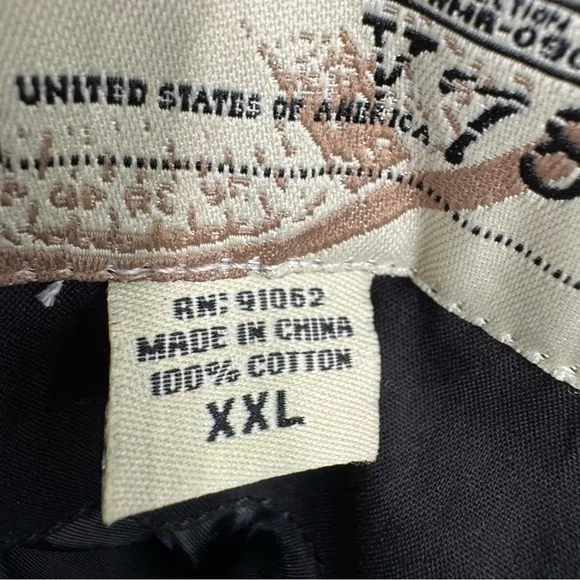 UNITED STATES OF AMERICA
RN: 91062
MADE IN CHINA
100% COTTON
XXL